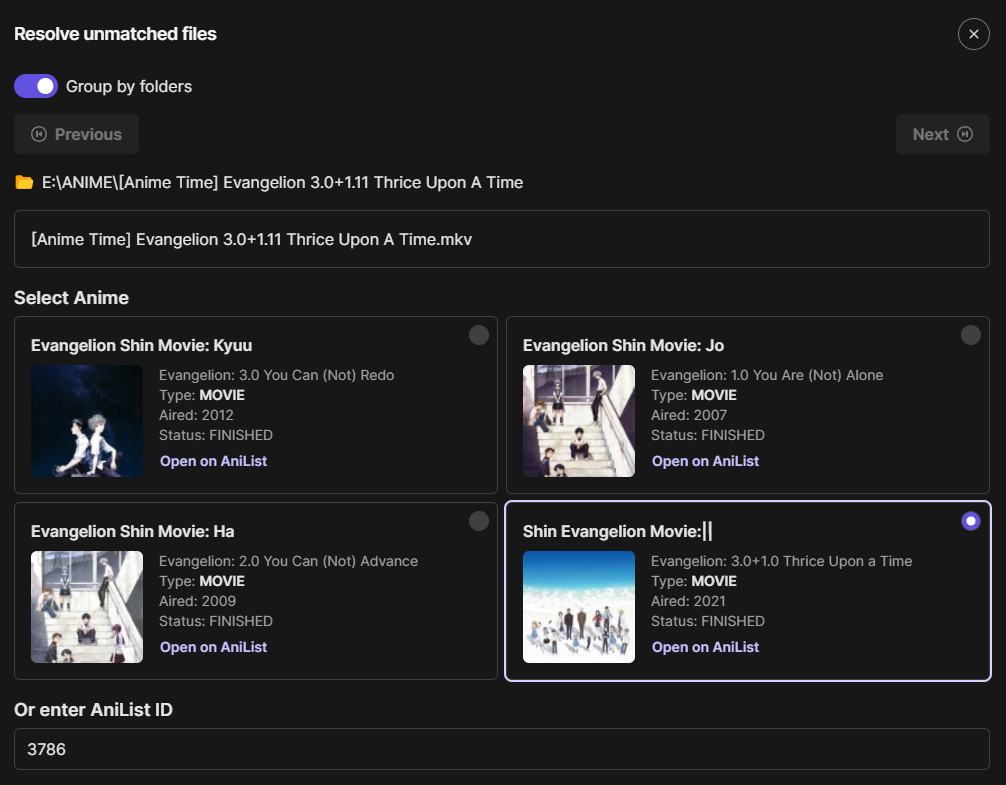 Resolve unmatched files
Group by folders
Previous
Next
E:\ANIME\[Anime Time] Evangelion 3.0+1.11 Thrice Upon A Time
[Anime Time] Evangelion 3.0+1.11 Thrice Upon A Time.mkv
Select Anime
Evangelion Shin Movie: Kyuu
Evangelion: 3.0 You Can (Not) Redo
Type: MOVIE
Aired: 2012
Status: FINISHED
Open on AniList
Evangelion Shin Movie: Jo
Evangelion: 1.0 You Are (Not) Alone
Type: MOVIE
Aired: 2007
Status: FINISHED
Open on AniList
Evangelion Shin Movie: Ha
Evangelion: 2.0 You Can (Not) Advance
Type: MOVIE
Aired: 2009
Status: FINISHED
Open on AniList
Shin Evangelion Movie:||
Evangelion: 3.0+1.0 Thrice Upon a Time
Type: MOVIE
Aired: 2021
Status: FINISHED
Open on AniList
Or enter AniList ID
3786